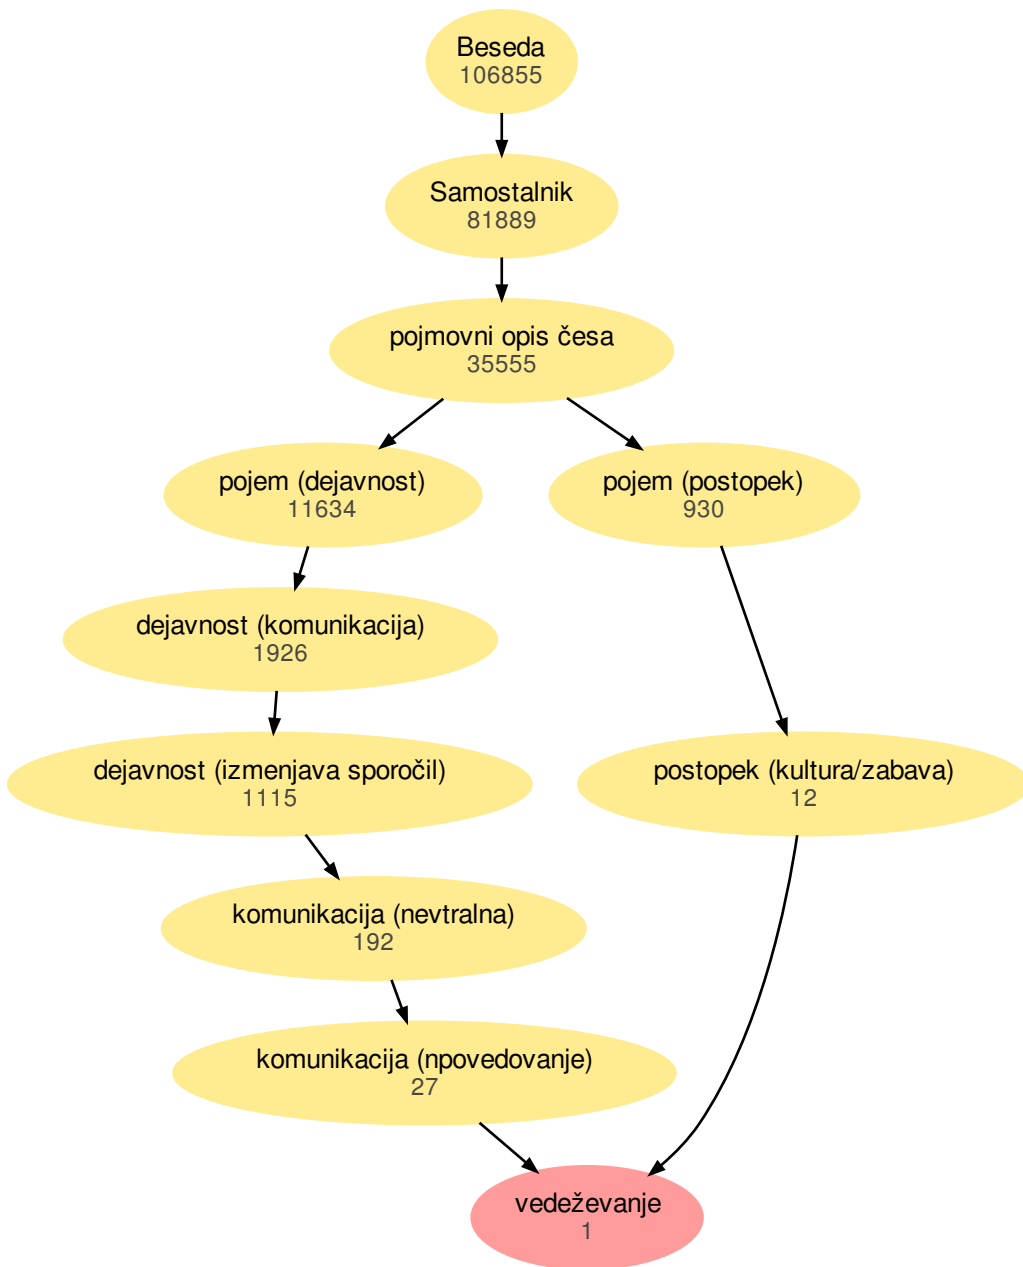 Beseda
106855
Samostalnik
81889
pojmovni opis česa
35555
pojem (dejavnost)
11634
pojem (postopek)
930
dejavnost (komunikacija)
1926
dejavnost (izmenjava sporočil)
1115
postopek (kultura/zabava)
12
komunikacija (nevtralna)
192
komunikacija (npovedovanje)
27
vedeževanje
1